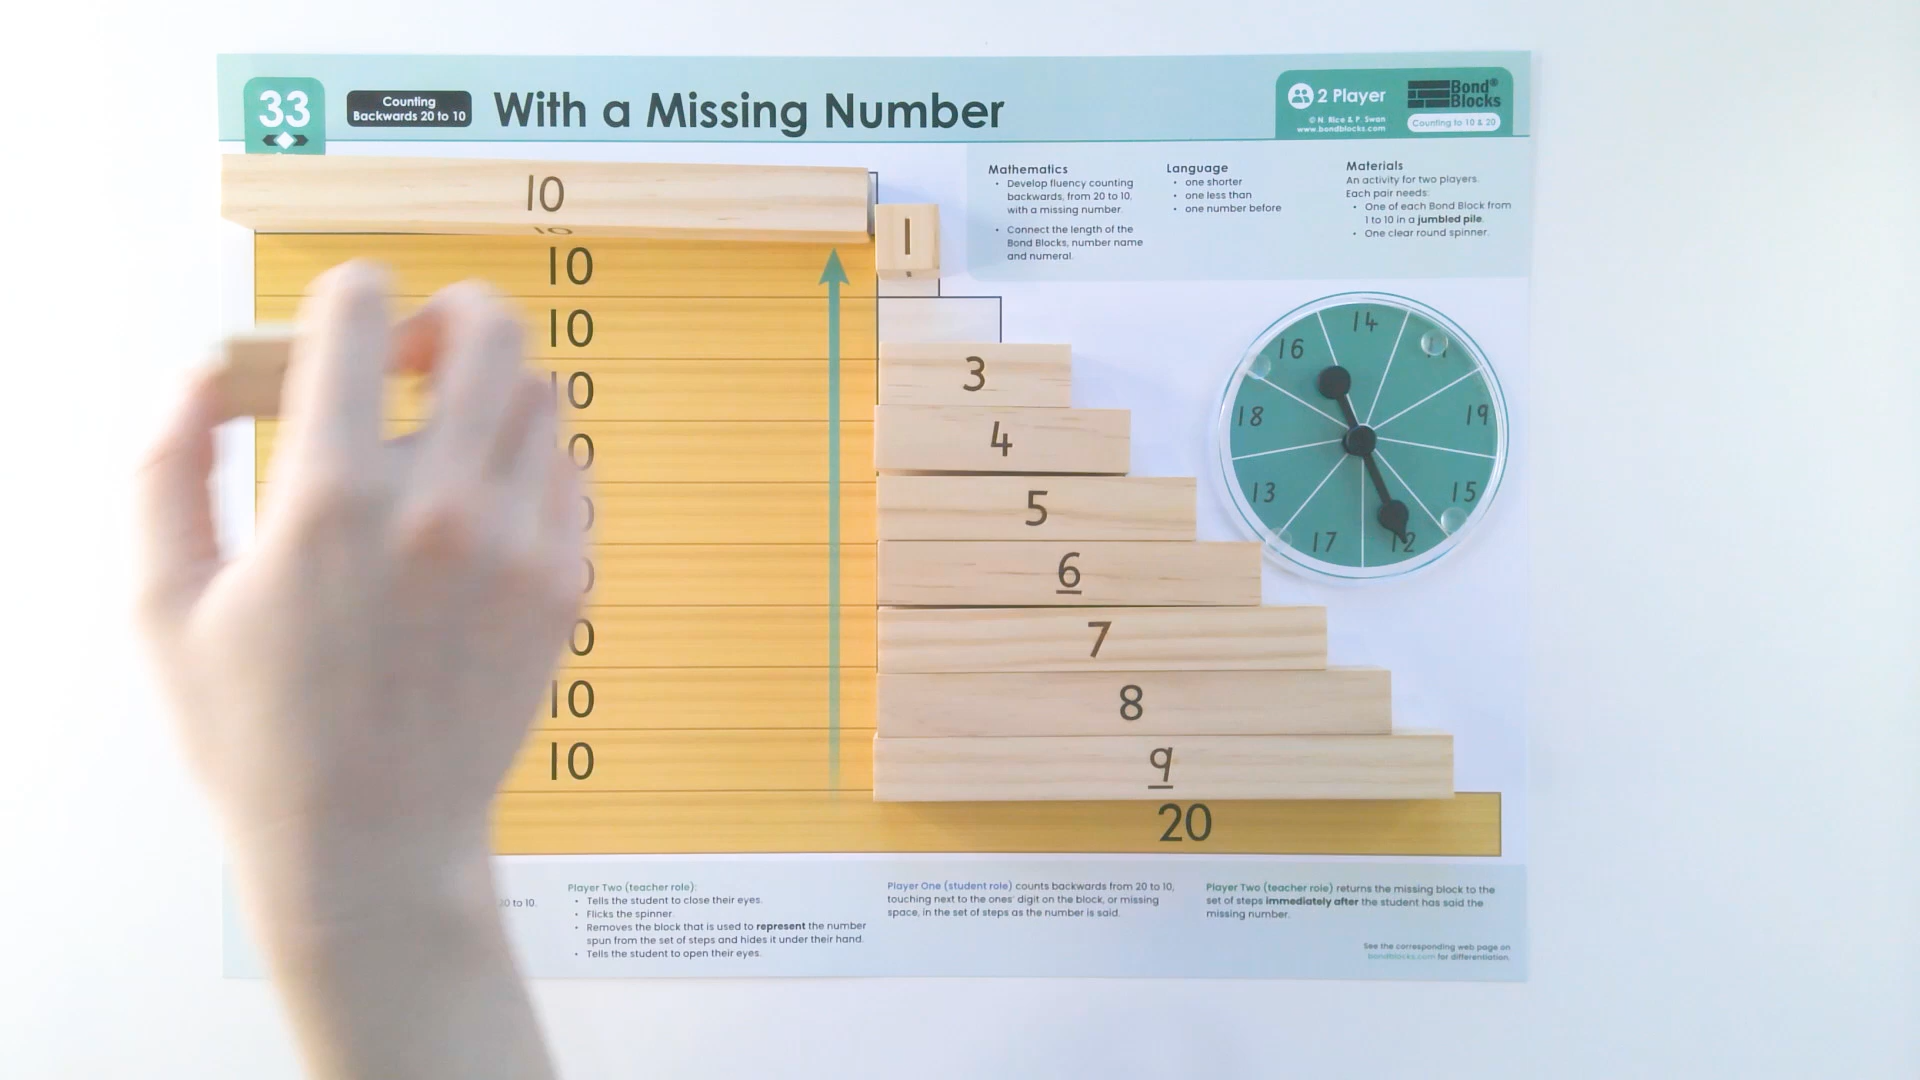 33
Counting
Backwards 20 to 10
With a Missing Number
2 Player
© N. Rice & P. Swan
www.bondblocks.com
Bond®
Blocks
Counting to 10 & 20
Mathematics
• Develop fluency counting
backwards, from 20 to 10,
with a missing number.
• Connect the length of the
Bond Blocks, number name
and numeral.
Language
• one shorter
• one less than
• one number before
Materials
An activity for two players.
Each pair needs:
• One of each Bond Block from
1 to 10 in a jumbled pile.
• One clear round spinner.
10
10
1
10
10
10
3
4
5
6
7
10
8
10
9
20
14
16
11
18
19
13
15
17
12
20 to 10.
Player Two (teacher role):
• Tells the student to close their eyes.
• Flicks the spinner.
• Removes the block that is used to represent the number
spun from the set of steps and hides it under their hand.
• Tells the student to open their eyes.
Player One (student role) counts backwards from 20 to 10,
touching next to the ones' digit on the block, or missing
space, in the set of steps as the number is said.
Player Two (teacher role) returns the missing block to the
set of steps immediately after the student has said the
missing number.
See the corresponding web page on
bondblocks.com for differentiation.